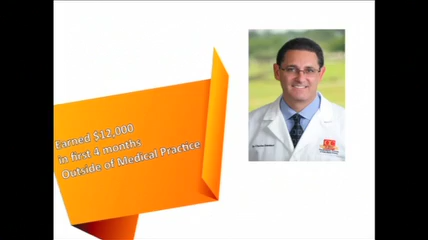 Earned $12,000
in first 4 months
Outside of Medical Practice